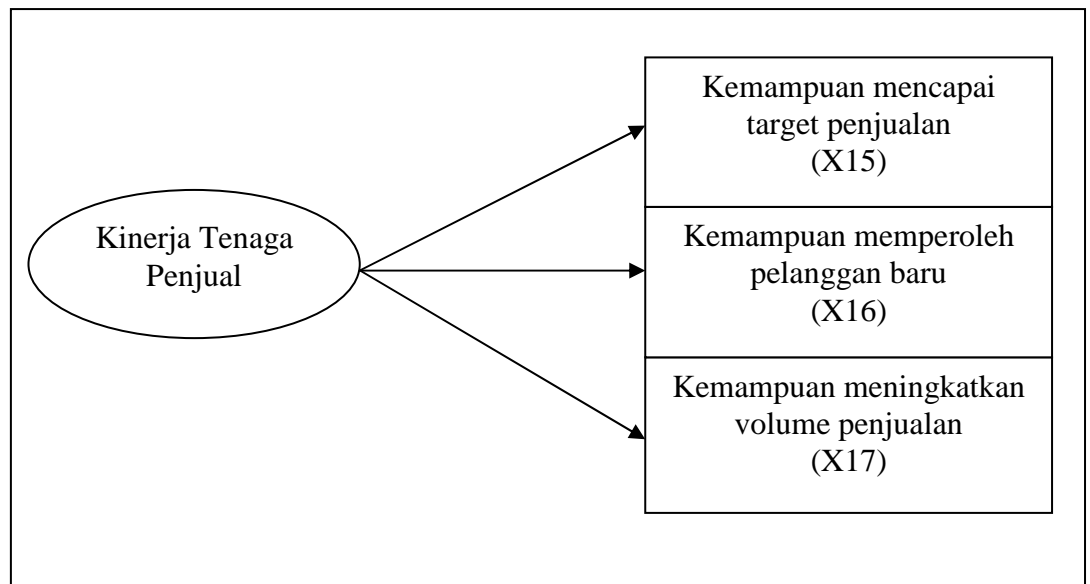 Kinerja Tenaga
Penjual
Kemampuan mencapai
target penjualan
(X15)
Kemampuan memperoleh
pelanggan baru
(X16)
Kemampuan meningkatkan
volume penjualan
(X17)